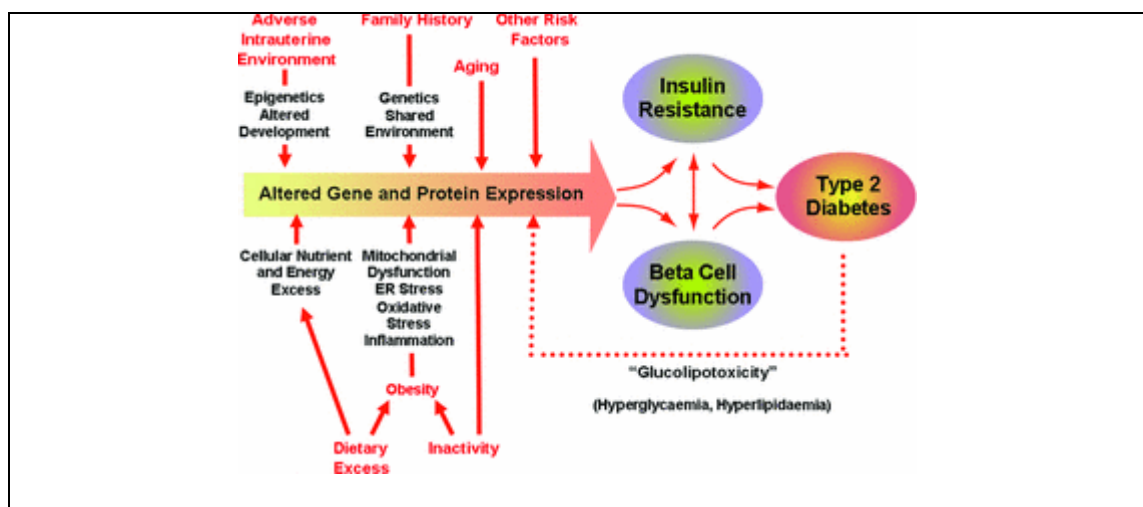 Adverse
Intrauterine
Environment
Family History
Other Risk
Factors
Aging
Epigenetics
Altered
Development
Genetics
Shared
Environment
Insulin
Resistance
Altered Gene and Protein Expression
Type 2
Diabetes
Beta Cell
Dysfunction
Cellular Nutrient
and Energy
Excess
Mitochondrial
Dysfunction
ER Stress
Oxidative
Stress
Inflammation
"Glucolipotoxicity"
(Hyperglycaemia, Hyperlipidaemia)
Obesity
Dietary
Excess
Inactivity